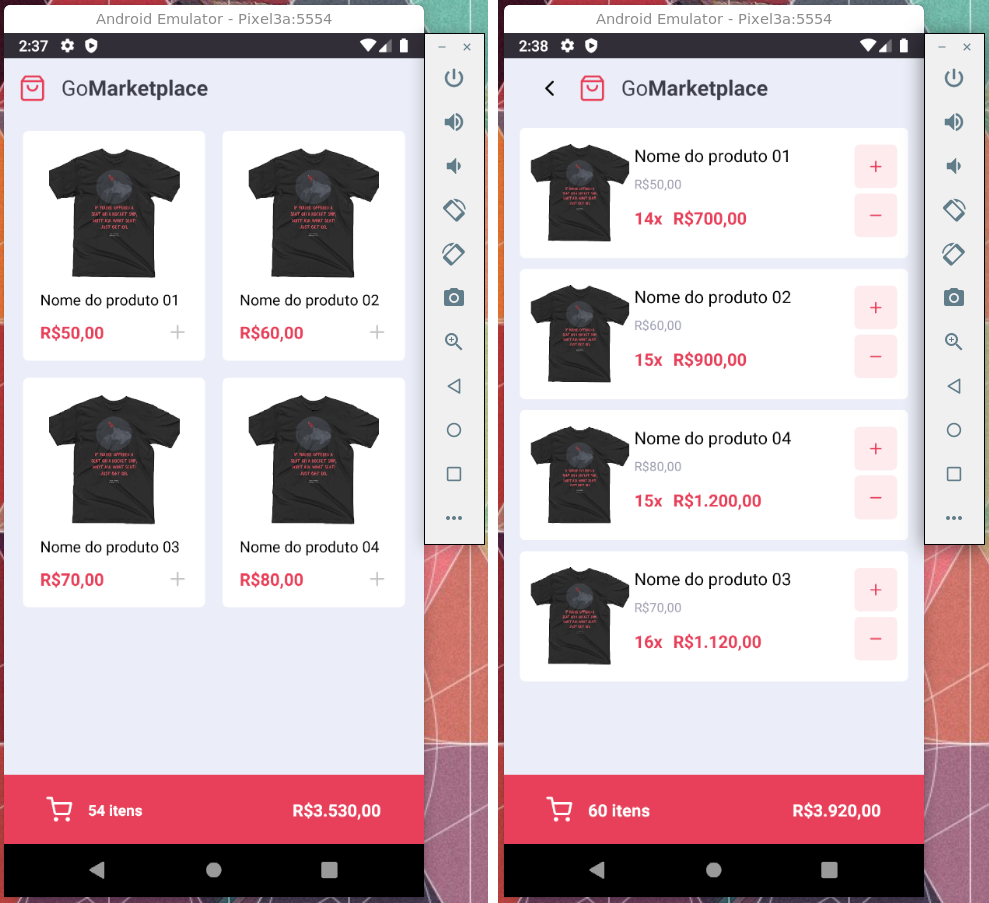 Android Emulator - Pixel3a:5554
2:37
GoMarketplace
Nome do produto 01
R$50,00
+
Nome do produto 02
R$60,00
+
Nome do produto 03
R$70,00
+
Nome do produto 04
R$80,00
+
54 itens
R$3.530,00
Android Emulator - Pixel3a:5554
2:38
GoMarketplace
Nome do produto 01
R$50,00
14x R$700,00
+
−
Nome do produto 02
R$60,00
15x R$900,00
+
−
Nome do produto 04
R$80,00
15x R$1.200,00
+
−
Nome do produto 03
R$70,00
16x R$1.120,00
+
−
60 itens
R$3.920,00